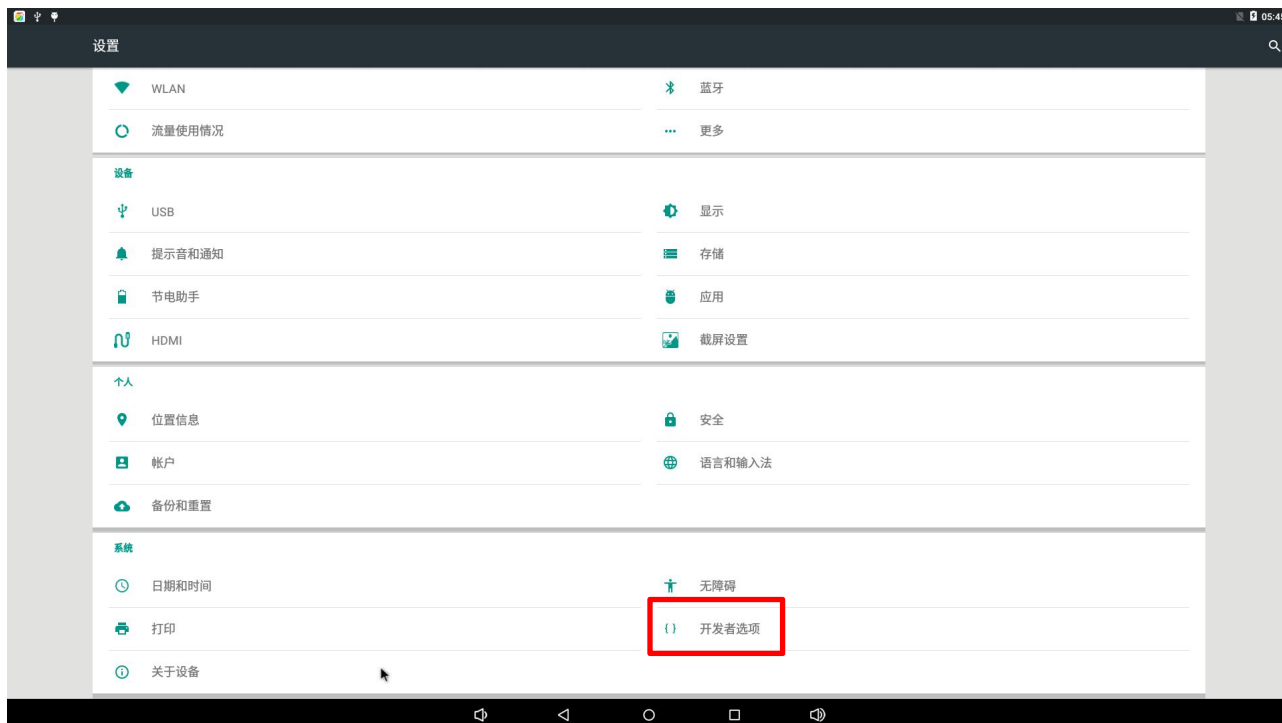 05:45
设置
WLAN
蓝牙
流量使用情况
更多
设备
USB
显示
提示音和通知
存储
节电助手
应用
HDMI
截屏设置
个人
位置信息
安全
帐户
语言和输入法
备份和重置
系统
日期和时间
无障碍
打印
{ } 开发者选项
关于设备